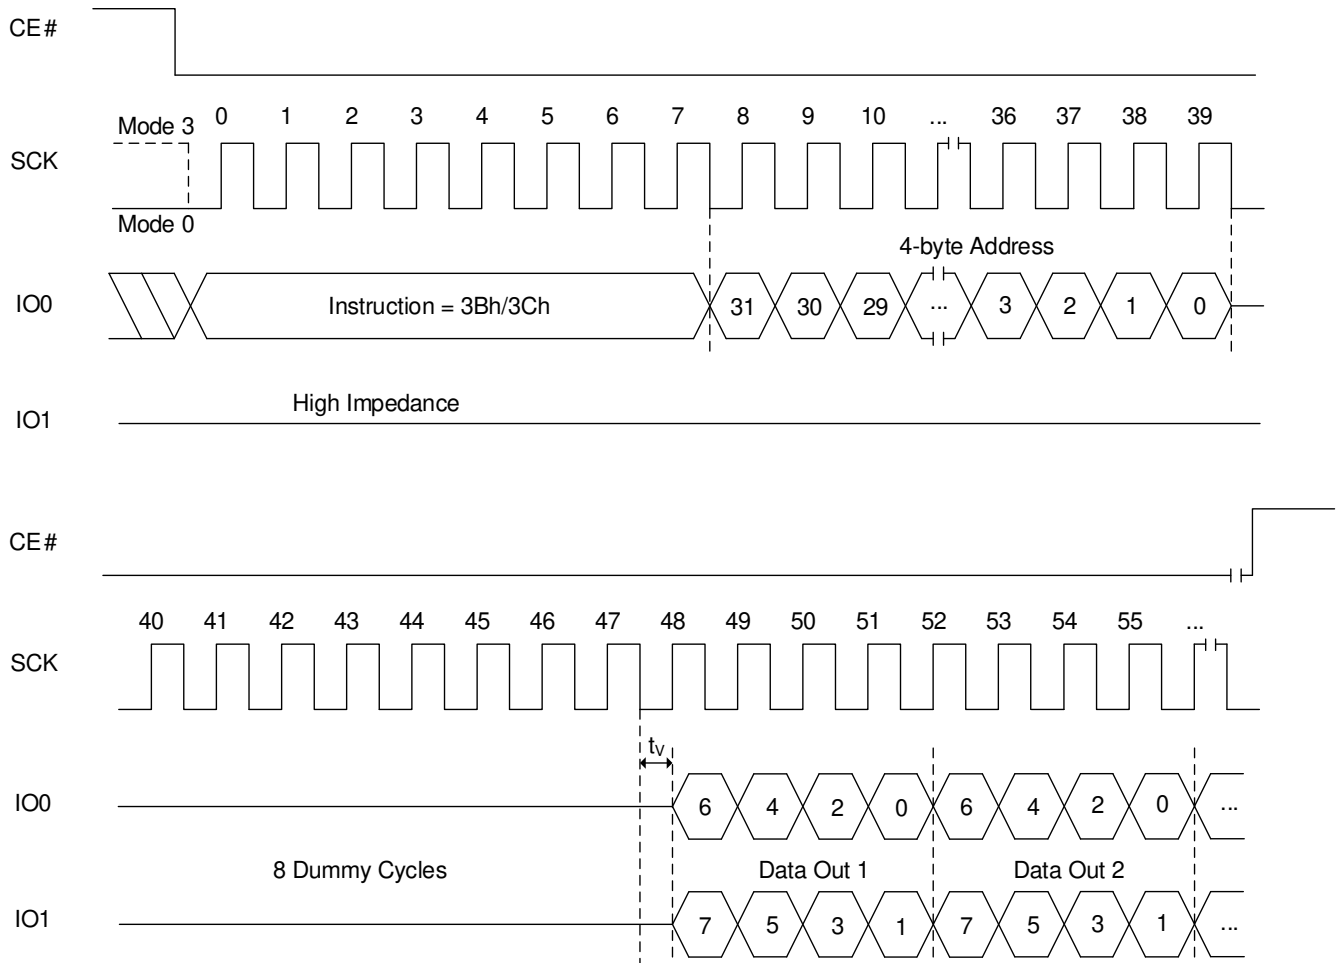 CE#
0 1 2 3 4 5 6 7 8 9 10 ... 36 37 38 39
Mode 3
SCK
Mode 0
4-byte Address
IO0 Instruction = 3Bh/3Ch 31 30 29 ... 3 2 1 0
High Impedance
IO1
CE#
40 41 42 43 44 45 46 47 48 49 50 51 52 53 54 55 ...
SCK
tV
IO0 6 4 2 0 6 4 2 0 ...
8 Dummy Cycles Data Out 1 Data Out 2
IO1 7 5 3 1 7 5 3 1 ...